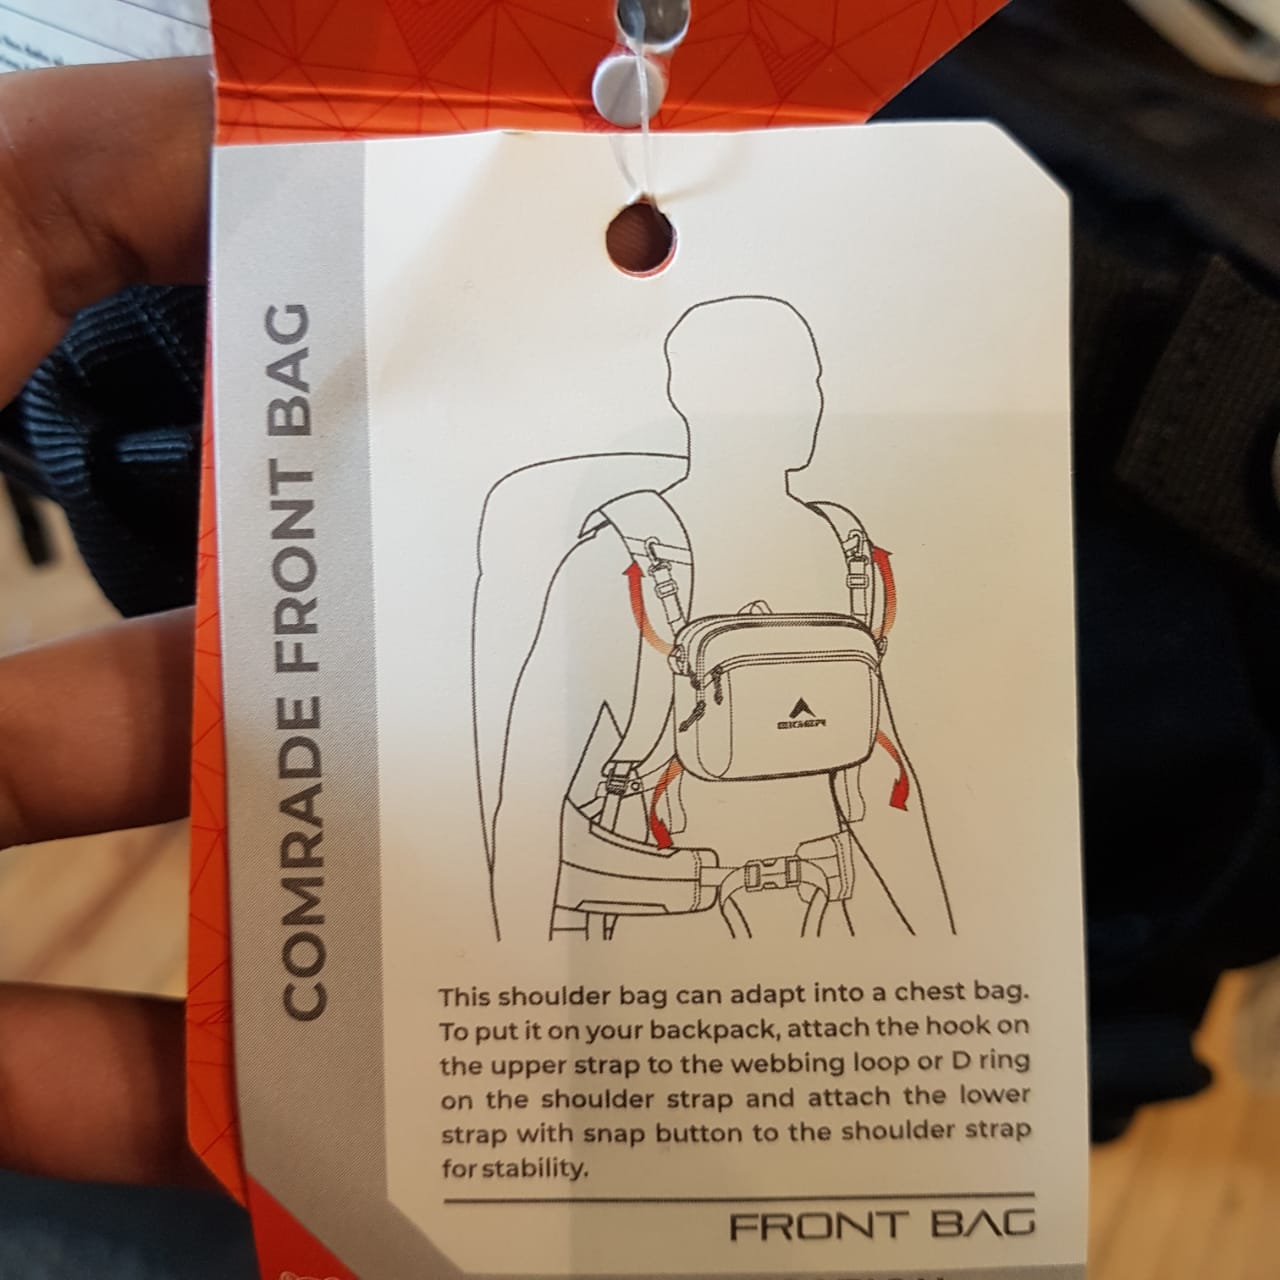 COMRADE FRONT BAG
EIGER
This shoulder bag can adapt into a chest bag.
To put it on your backpack, attach the hook on
the upper strap to the webbing loop or D ring
on the shoulder strap and attach the lower
strap with snap button to the shoulder strap
for stability.
FRONT BAG